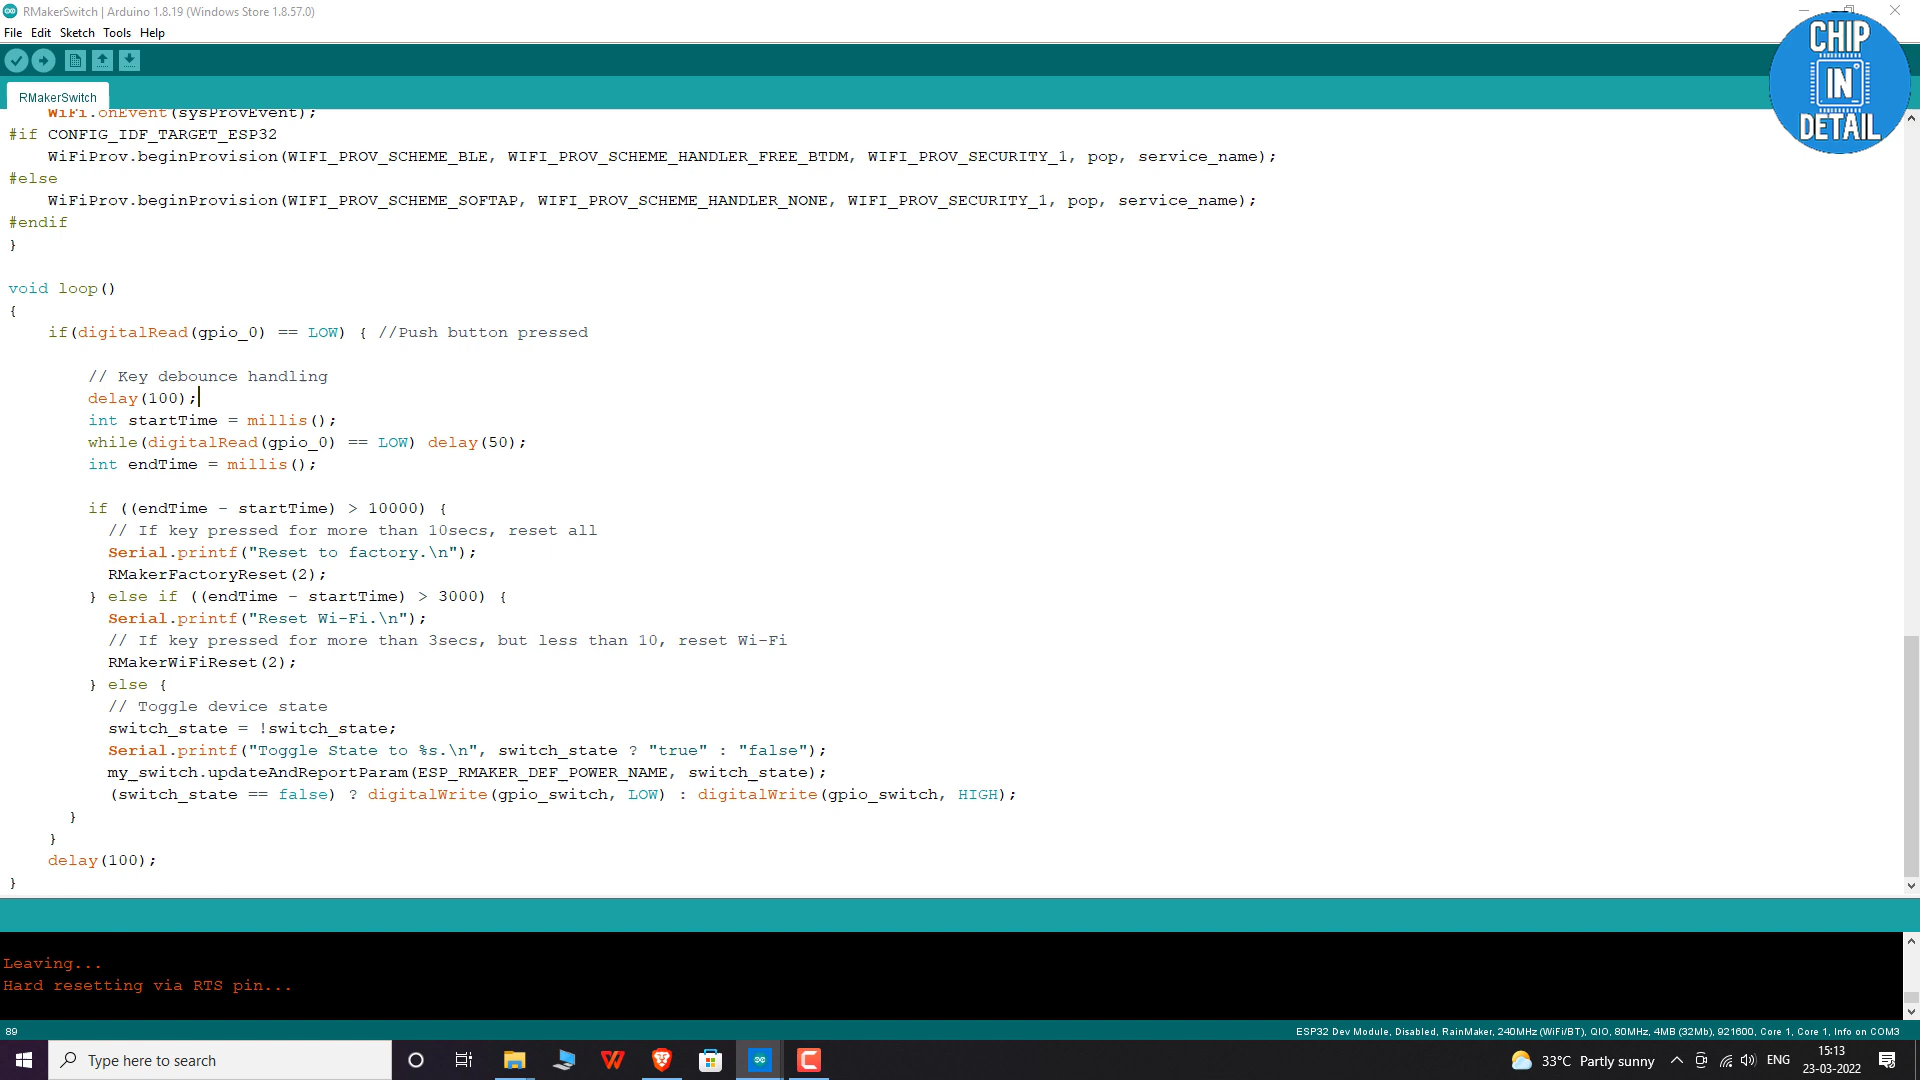 RMakerSwitch | Arduino 1.8.19 (Windows Store 1.8.57.0)
File Edit Sketch Tools Help
CHIP
IN
DETAIL
RMakerSwitch
WiFi.onEvent(sysProvEvent);
#if CONFIG_IDF_TARGET_ESP32
WiFiProv.beginProvision(WIFI_PROV_SCHEME_BLE, WIFI_PROV_SCHEME_HANDLER_FREE_BTDM, WIFI_PROV_SECURITY_1, pop, service_name);
#else
WiFiProv.beginProvision(WIFI_PROV_SCHEME_SOFTAP, WIFI_PROV_SCHEME_HANDLER_NONE, WIFI_PROV_SECURITY_1, pop, service_name);
#endif
}
void loop()
{
if(digitalRead(gpio_0) == LOW) { //Push button pressed
// Key debounce handling
delay(100);
int startTime = millis();
while(digitalRead(gpio_0) == LOW) delay(50);
int endTime = millis();
if ((endTime - startTime) > 10000) {
// If key pressed for more than 10secs, reset all
Serial.printf("Reset to factory.\n");
RMakerFactoryReset(2);
} else if ((endTime - startTime) > 3000) {
Serial.printf("Reset Wi-Fi.\n");
// If key pressed for more than 3secs, but less than 10, reset Wi-Fi
RMakerWiFiReset(2);
} else {
// Toggle device state
switch_state = !switch_state;
Serial.printf("Toggle State to %s.\n", switch_state ? "true" : "false");
my_switch.updateAndReportParam(ESP_RMAKER_DEF_POWER_NAME, switch_state);
(switch_state == false) ? digitalWrite(gpio_switch, LOW) : digitalWrite(gpio_switch, HIGH);
}
}
delay(100);
}
Leaving...
Hard resetting via RTS pin...
89
ESP32 Dev Module, Disabled, RainMaker, 240MHz (WiFi/BT), QIO, 80MHz, 4MB (32Mb), 921600, Core 1, Core 1, Info on COM3
Type here to search
33°C Partly sunny
ENG
15:13
23-03-2022